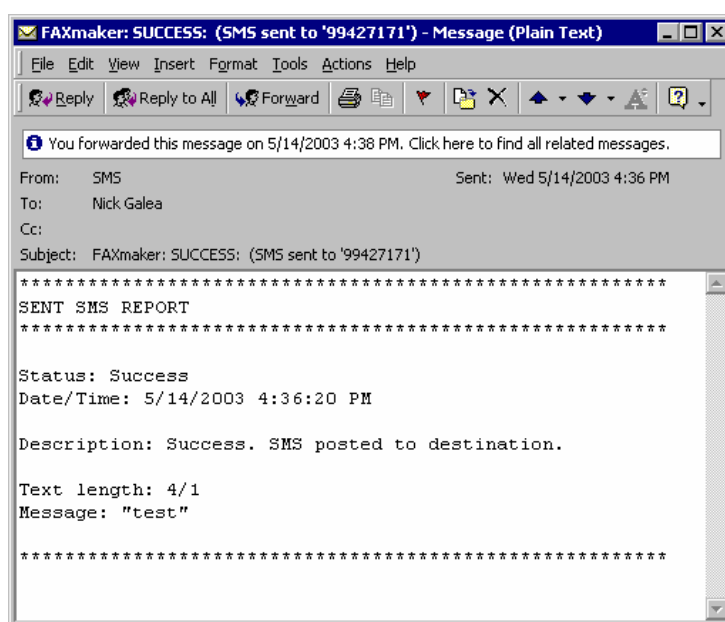 FAXmaker: SUCCESS: (SMS sent to '99427171') - Message (Plain Text)
File Edit View Insert Format Tools Actions Help
Reply Reply to All Forward
You forwarded this message on 5/14/2003 4:38 PM. Click here to find all related messages.
From: SMS Sent: Wed 5/14/2003 4:36 PM
To: Nick Galea
Cc:
Subject: FAXmaker: SUCCESS: (SMS sent to '99427171')
*********************************************************
SENT SMS REPORT
*********************************************************
Status: Success
Date/Time: 5/14/2003 4:36:20 PM
Description: Success. SMS posted to destination.
Text length: 4/1
Message: "test"
*********************************************************